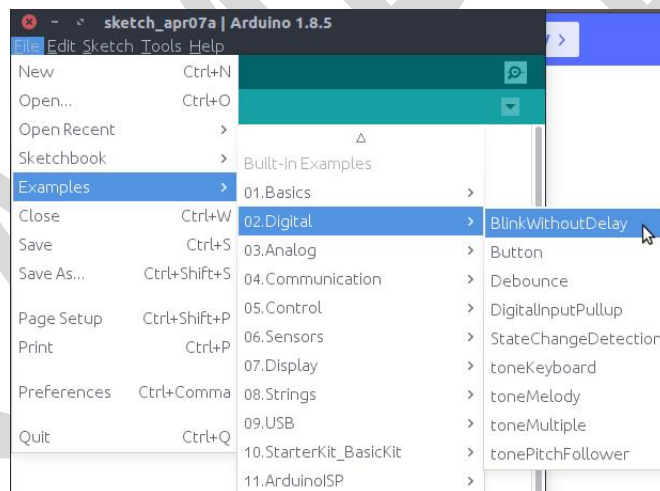 sketch_apr07a | Arduino 1.8.5
File Edit Sketch Tools Help
New Ctrl+N
Open... Ctrl+O
Open Recent >
Sketchbook >
Examples >
Close Ctrl+W
Save Ctrl+S
Save As... Ctrl+Shift+S
Page Setup Ctrl+Shift+P
Print Ctrl+P
Preferences Ctrl+Comma
Quit Ctrl+Q
Built-in Examples
01.Basics >
02.Digital >
03.Analog >
04.Communication >
05.Control >
06.Sensors >
07.Display >
08.Strings >
09.USB >
10.StarterKit_BasicKit >
11.ArduinoISP >
BlinkWithoutDelay
Button
Debounce
DigitalInputPullup
StateChangeDetection
toneKeyboard
toneMelody
toneMultiple
tonePitchFollower